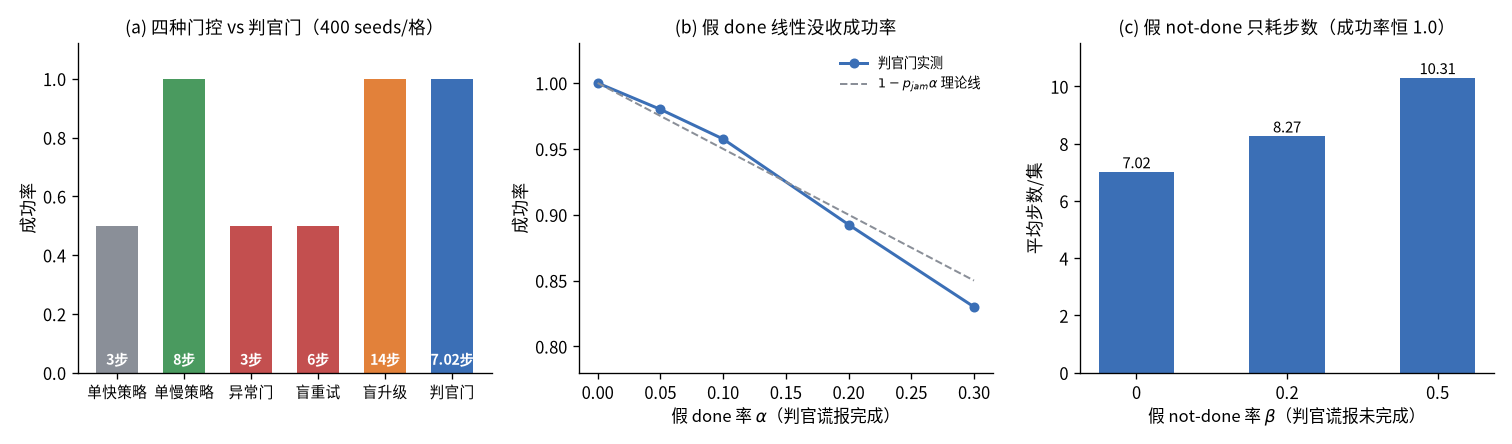 (a) 四种门控 vs 判官门（400 seeds/格）
成功率
1.0
0.8
0.6
0.4
0.2
0.0
3步
8步
3步
6步
14步
7.02步
单快策略
单慢策略
异常门
盲重试
盲升级
判官门
(b) 假 done 线性没收成功率
判官门实测
1 − p_jam α 理论线
成功率
1.00
0.95
0.90
0.85
0.80
0.00
0.05
0.10
0.15
0.20
0.25
0.30
假 done 率 α（判官谎报完成）
(c) 假 not-done 只耗步数（成功率恒 1.0）
平均步数/集
10
8
6
4
2
0
7.02
8.27
10.31
0
0.2
0.5
假 not-done 率 β（判官谎报未完成）